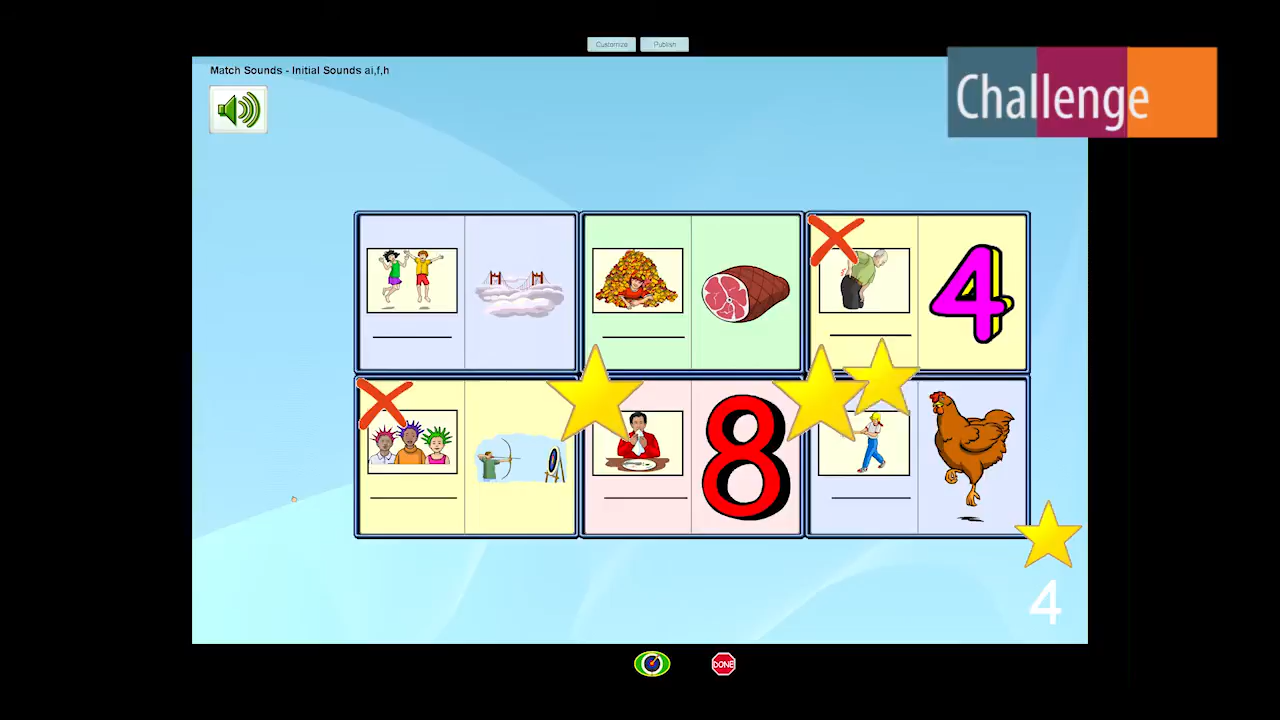 Customize Publish
Match Sounds - Initial Sounds ai,f,h
Challenge
4
8
4
DONE